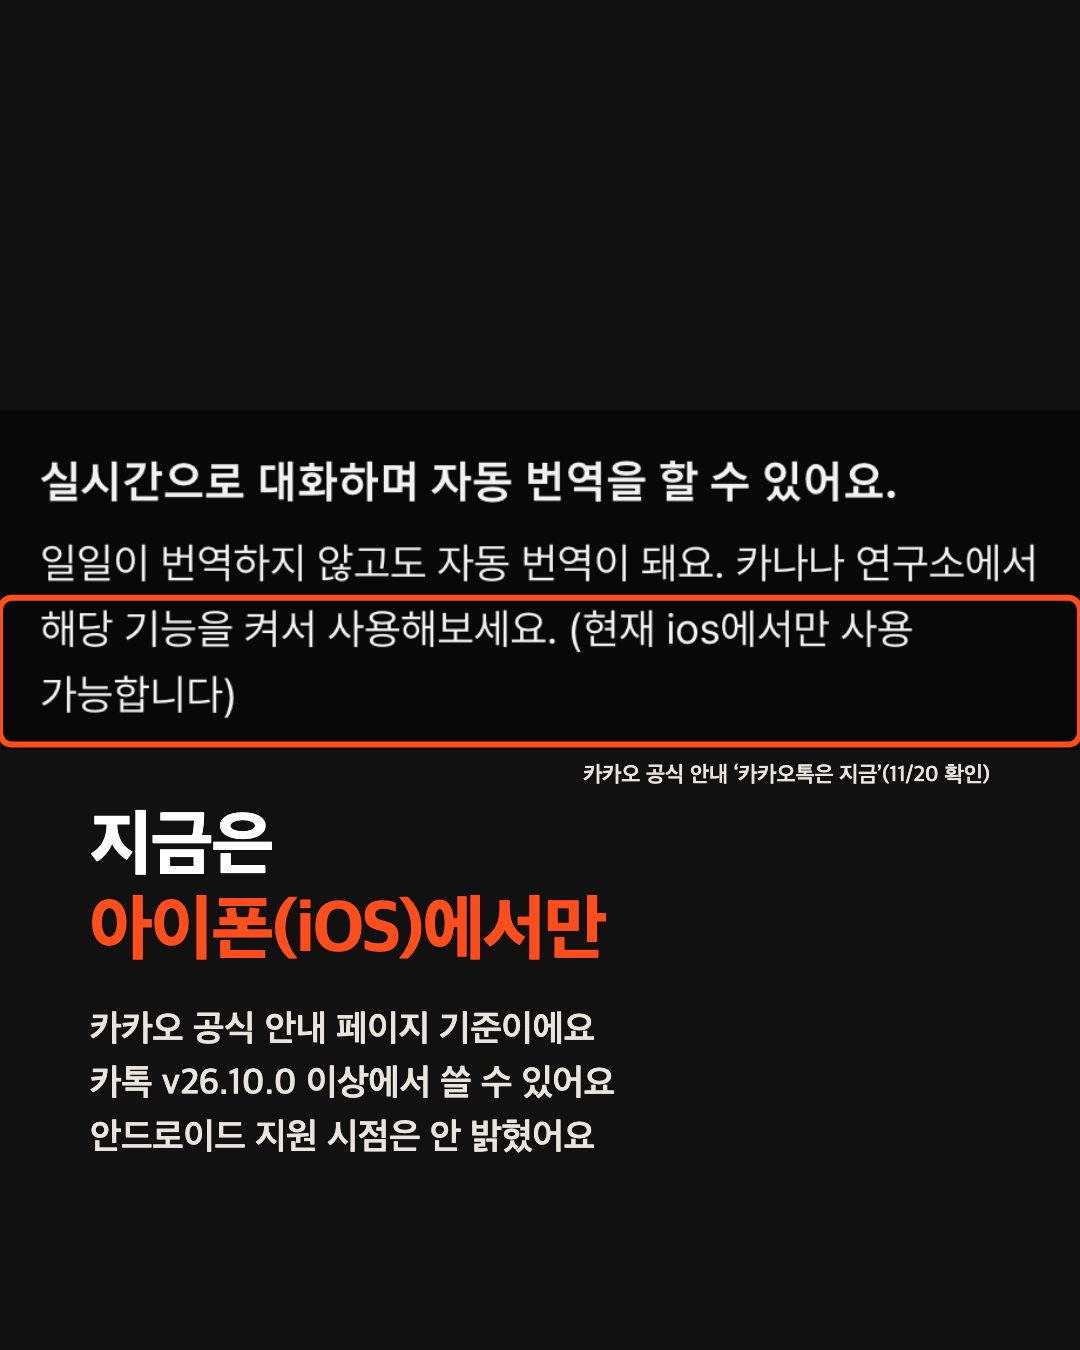 실시간으로 대화하며 자동 번역을 할 수 있어요.
일일이 번역하지 않고도 자동 번역이 돼요. 카나나 연구소에서
해당 기능을 켜서 사용해보세요. (현재 ios에서만 사용
가능합니다)
카카오 공식 안내 ‘카카오톡은 지금’(11/20 확인)
지금은
아이폰(iOS)에서만
카카오 공식 안내 페이지 기준이에요
카톡 v26.10.0 이상에서 쓸 수 있어요
안드로이드 지원 시점은 안 밝혔어요